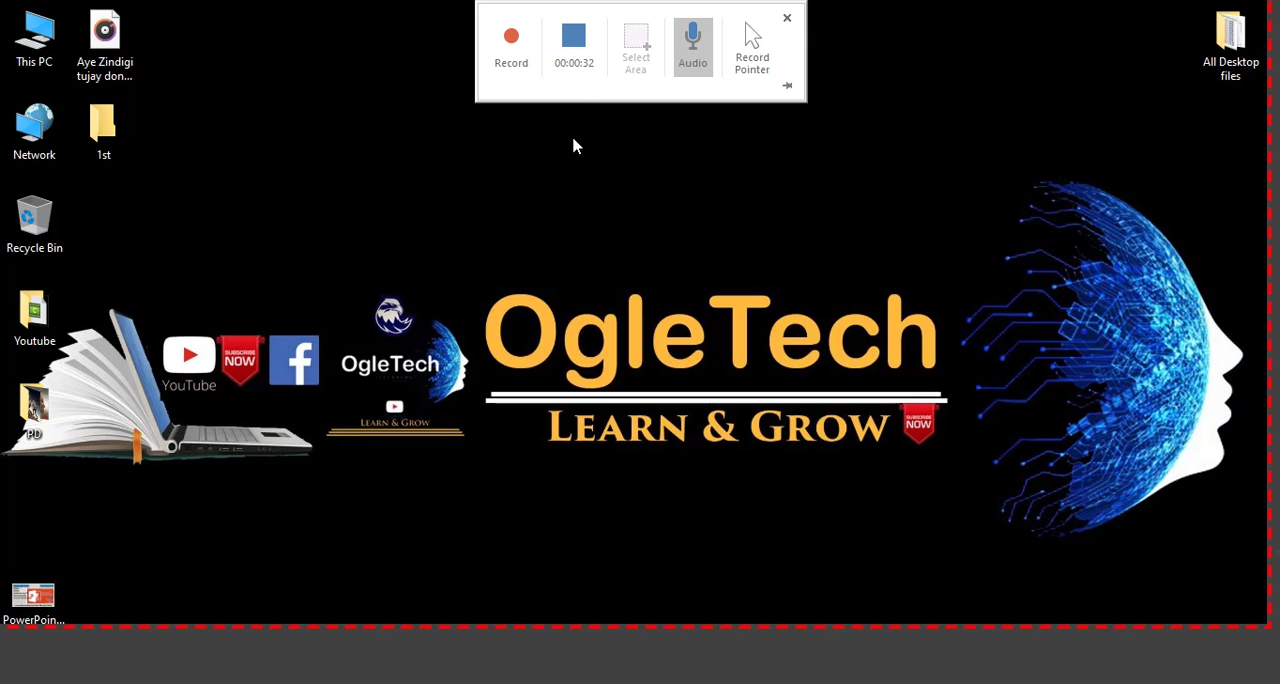 Record
00:00:32
Select
Area
Audio
Record
Pointer
This PC
Aye Zindigi
tujay don...
All Desktop
files
Network
1st
Recycle Bin
Youtube
PD
PowerPoin...
YouTube
SUBSCRIBE
NOW
OgleTech
LEARN & GROW
OgleTech
LEARN & GROW
SUBSCRIBE
NOW